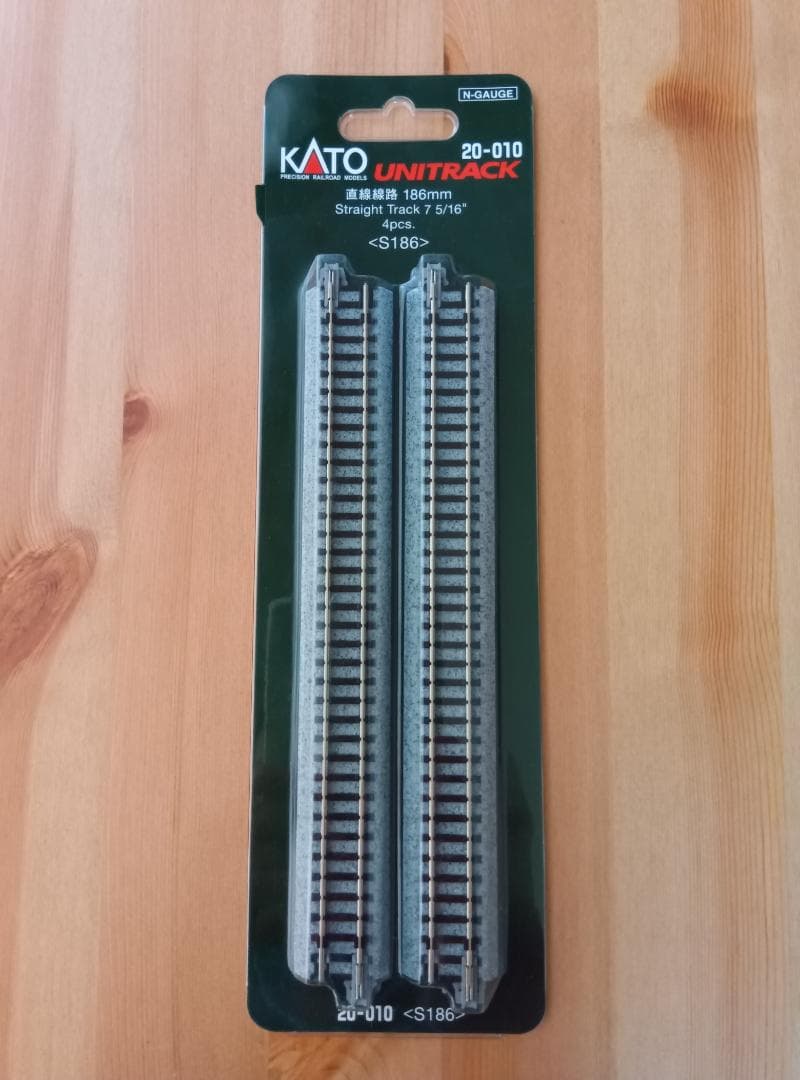 N-GAUGE
20-010
KATO UNITRACK
PRECISION RAILROAD MODELS
直線線路 186mm
Straight Track 7 5/16"
4pcs.
<S186>
20-010 <S186>